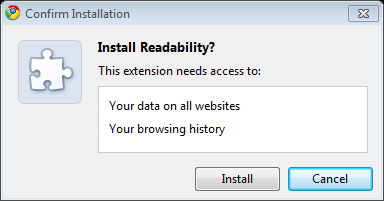 Confirm Installation
Install Readability?
This extension needs access to:
Your data on all websites
Your browsing history
Install
Cancel